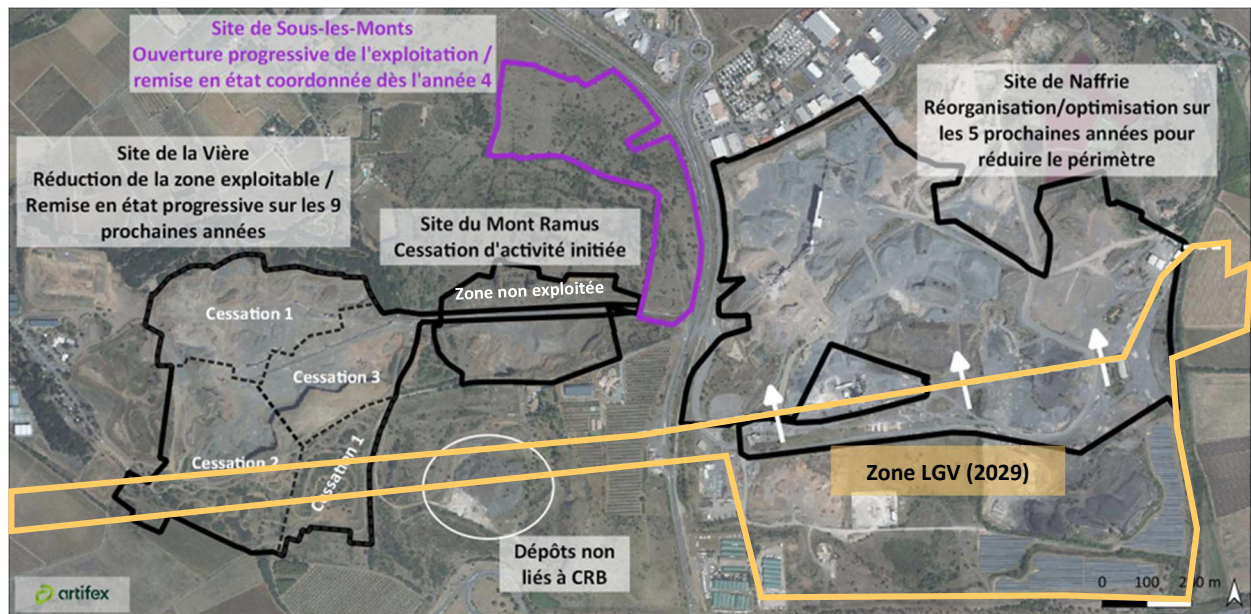 Site de Sous-les-Monts
Ouverture progressive de l'exploitation /
remise en état coordonnée dès l'année 4
Site de Naffrie
Réorganisation/optimisation sur
les 5 prochaines années pour
réduire le périmètre
Site de la Vière
Réduction de la zone exploitable /
Remise en état progressive sur les 9
prochaines années
Site du Mont Ramus
Cessation d'activité initiée
Zone non exploitée
Cessation 1
Cessation 3
Cessation 2
Cessation 1
Zone LGV (2029)
Dépôts non
liés à CRB
artifex
0 100 200 m